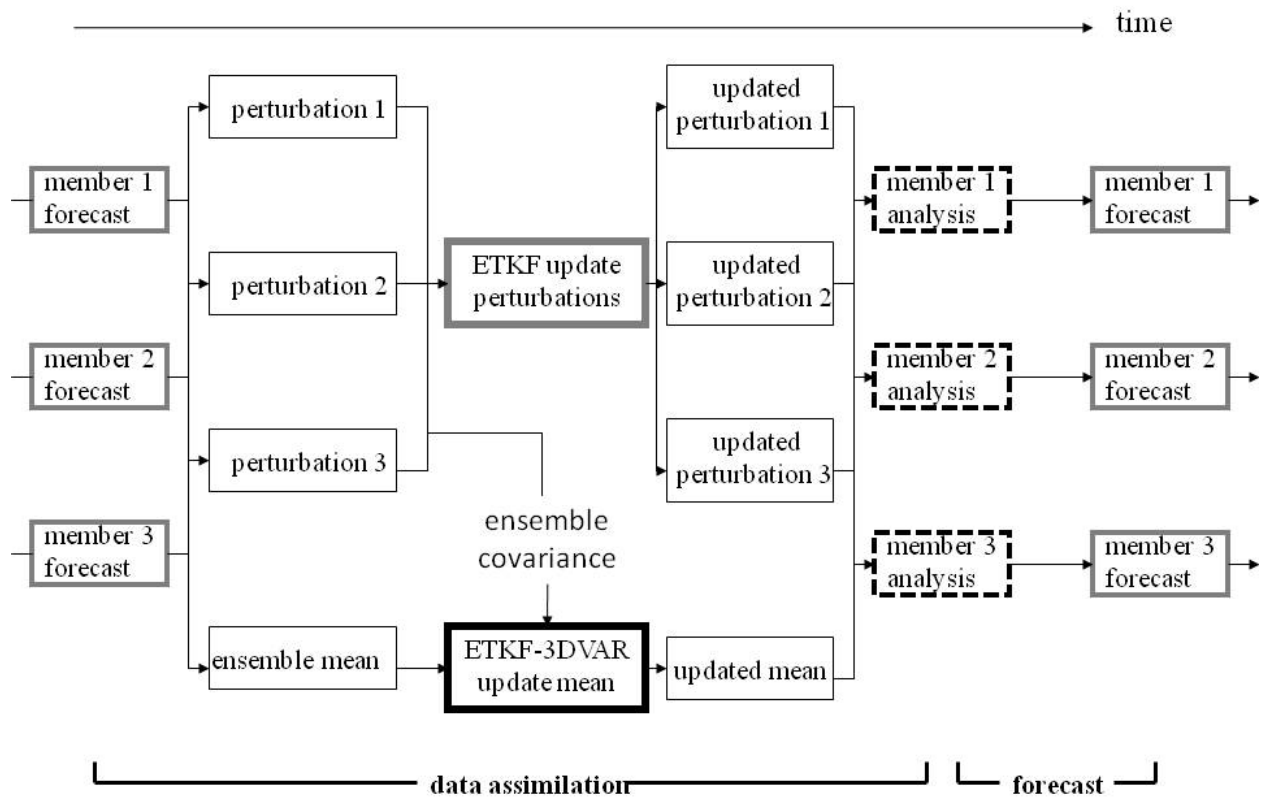 time
perturbation 1
updated
perturbation 1
member 1
forecast
member 1
analysis
member 1
forecast
perturbation 2
ETKF update
perturbations
updated
perturbation 2
member 2
forecast
member 2
analysis
member 2
forecast
perturbation 3
updated
perturbation 3
member 3
forecast
ensemble
covariance
member 3
analysis
member 3
forecast
ensemble mean
ETKF-3DVAR
update mean
updated mean
data assimilation
forecast